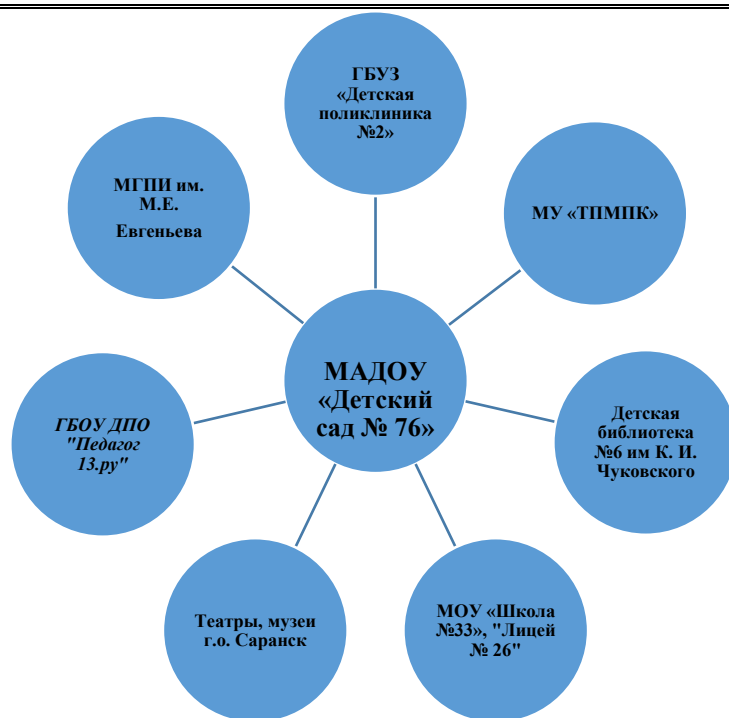 ГБУЗ
«Детская
поликлиника
№2»
МГПИ им.
М.Е.
Евгеньева
МУ «ТПМПК»
МАДОУ
«Детский
сад № 76»
ГБОУ ДПО
"Педагог
13.ру"
Детская
библиотека
№6 им К. И.
Чуковского
Театры, музеи
г.о. Саранск
МОУ «Школа
№33», "Лицей
№ 26"